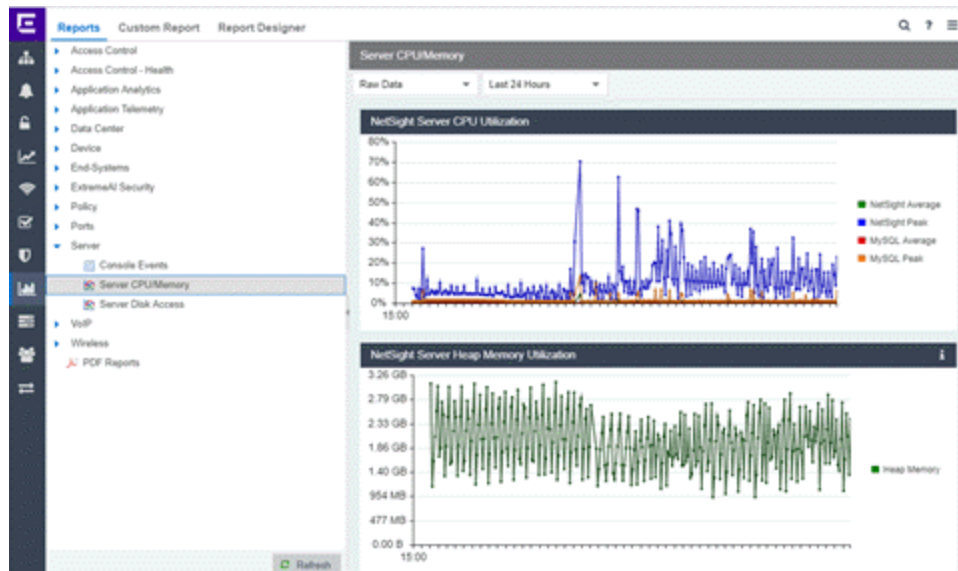 Reports Custom Report Design Designer
Access Control
Access Control - Health
Application Analytics
Application Telemetry
Data Center
Device
End-Systems
ExtremeAI Security
Policy
Ports
Server
Console Events
Server CPU/Memory
Server Disk Access
VoIP
Wireless
PDF Reports
Refresh
Server CPU/Memory
Raw Data Last 24 Hours
NetSight Server CPU Utilization
80%
70%
60%
50%
40%
30%
20%
10%
0%
15:00
NetSight Average
NetSight Peak
MySQL Average
MySQL Peak
NetSight Server Heap Memory Utilization
3.26 GB
2.79 GB
2.33 GB
1.86 GB
1.40 GB
954 MB
477 MB
0.00 B
15:00
Heap Memory